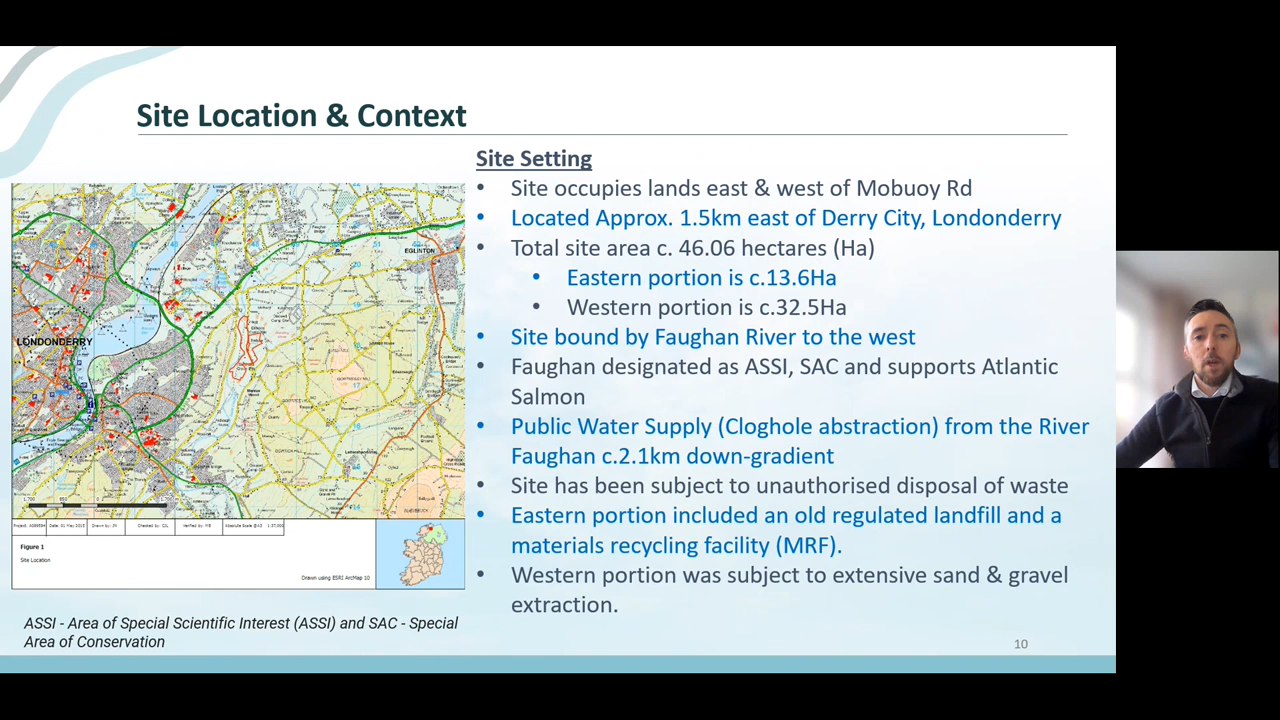 Site Location & Context
Site Setting
• Site occupies lands east & west of Mobuoy Rd
• Located Approx. 1.5km east of Derry City, Londonderry
• Total site area c. 46.06 hectares (Ha)
• Eastern portion is c.13.6Ha
• Western portion is c.32.5Ha
• Site bound by Faughan River to the west
• Faughan designated as ASSI, SAC and supports Atlantic
Salmon
• Public Water Supply (Cloghole abstraction) from the River
Faughan c.2.1km down-gradient
• Site has been subject to unauthorised disposal of waste
• Eastern portion included an old regulated landfill and a
materials recycling facility (MRF).
• Western portion was subject to extensive sand & gravel
extraction.
EGLINTON
LONDONDERRY
Figure 1
Site Location
Drawn using ESRI ArcMap 10
ASSI - Area of Special Scientific Interest (ASSI) and SAC - Special
Area of Conservation
10